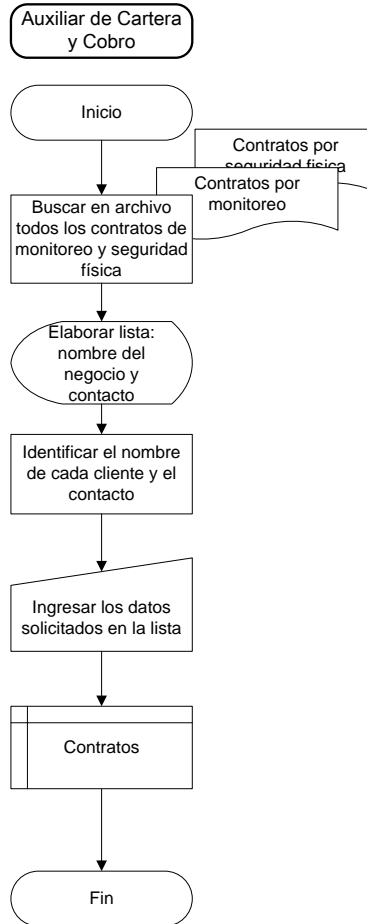 Auxiliar de Cartera
y Cobro
Inicio
Contratos por
seguridad física
Contratos por
monitoreo
Buscar en archivo
todos los contratos de
monitoreo y seguridad
física
Elaborar lista:
nombre del
negocio y
contacto
Identificar el nombre
de cada cliente y el
contacto
Ingresar los datos
solicitados en la lista
Contratos
Fin